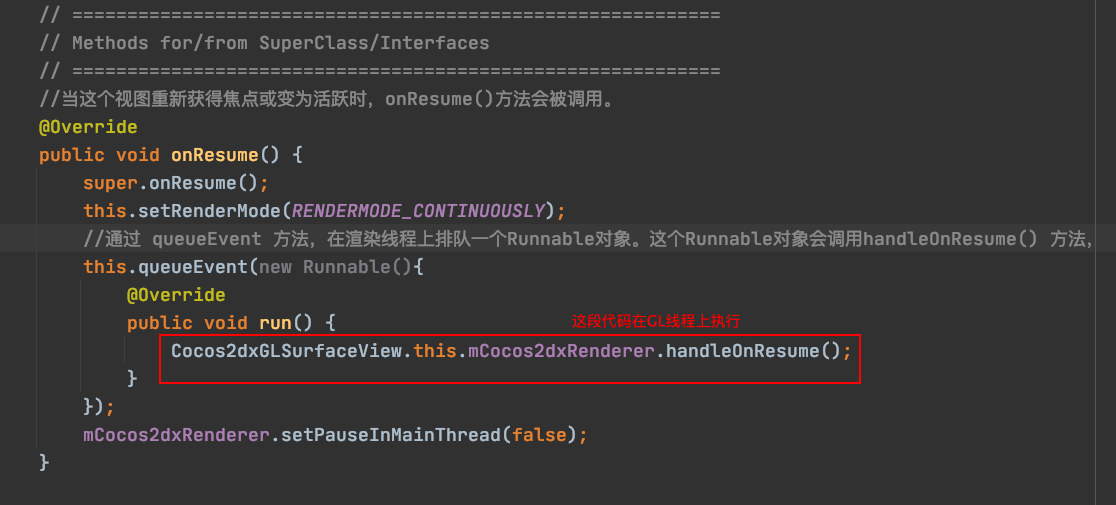 // ===========================================================
// Methods for/from SuperClass/Interfaces
// ===========================================================
//当这个视图重新获得焦点或变为活跃时，onResume()方法会被调用。
@Override
public void onResume() {
super.onResume();
this.setRenderMode(RENDERMODE_CONTINUOUSLY);
//通过 queueEvent 方法，在渲染线程上排队一个Runnable对象。这个Runnable对象会调用handleOnResume() 方法，
this.queueEvent(new Runnable(){
@Override
public void run() {
这段代码在GL线程上执行
Cocos2dxGLSurfaceView.this.mCocos2dxRenderer.handleOnResume();
}
});
mCocos2dxRenderer.setPauseInMainThread(false);
}